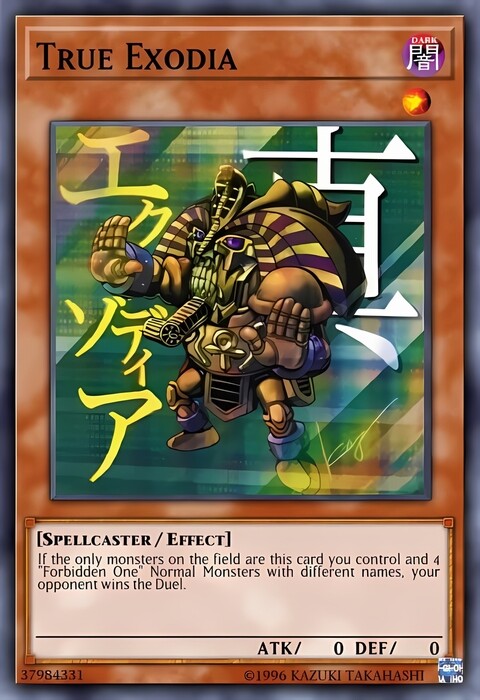 True Exodia
DARK
闇
真
エクゾディア
[Spellcaster / Effect]
If the only monsters on the field are this card you control and 4
"Forbidden One" Normal Monsters with different names, your
opponent wins the Duel.
ATK/ 0 DEF/ 0
37984331
©1996 KAZUKI TAKAHASHI